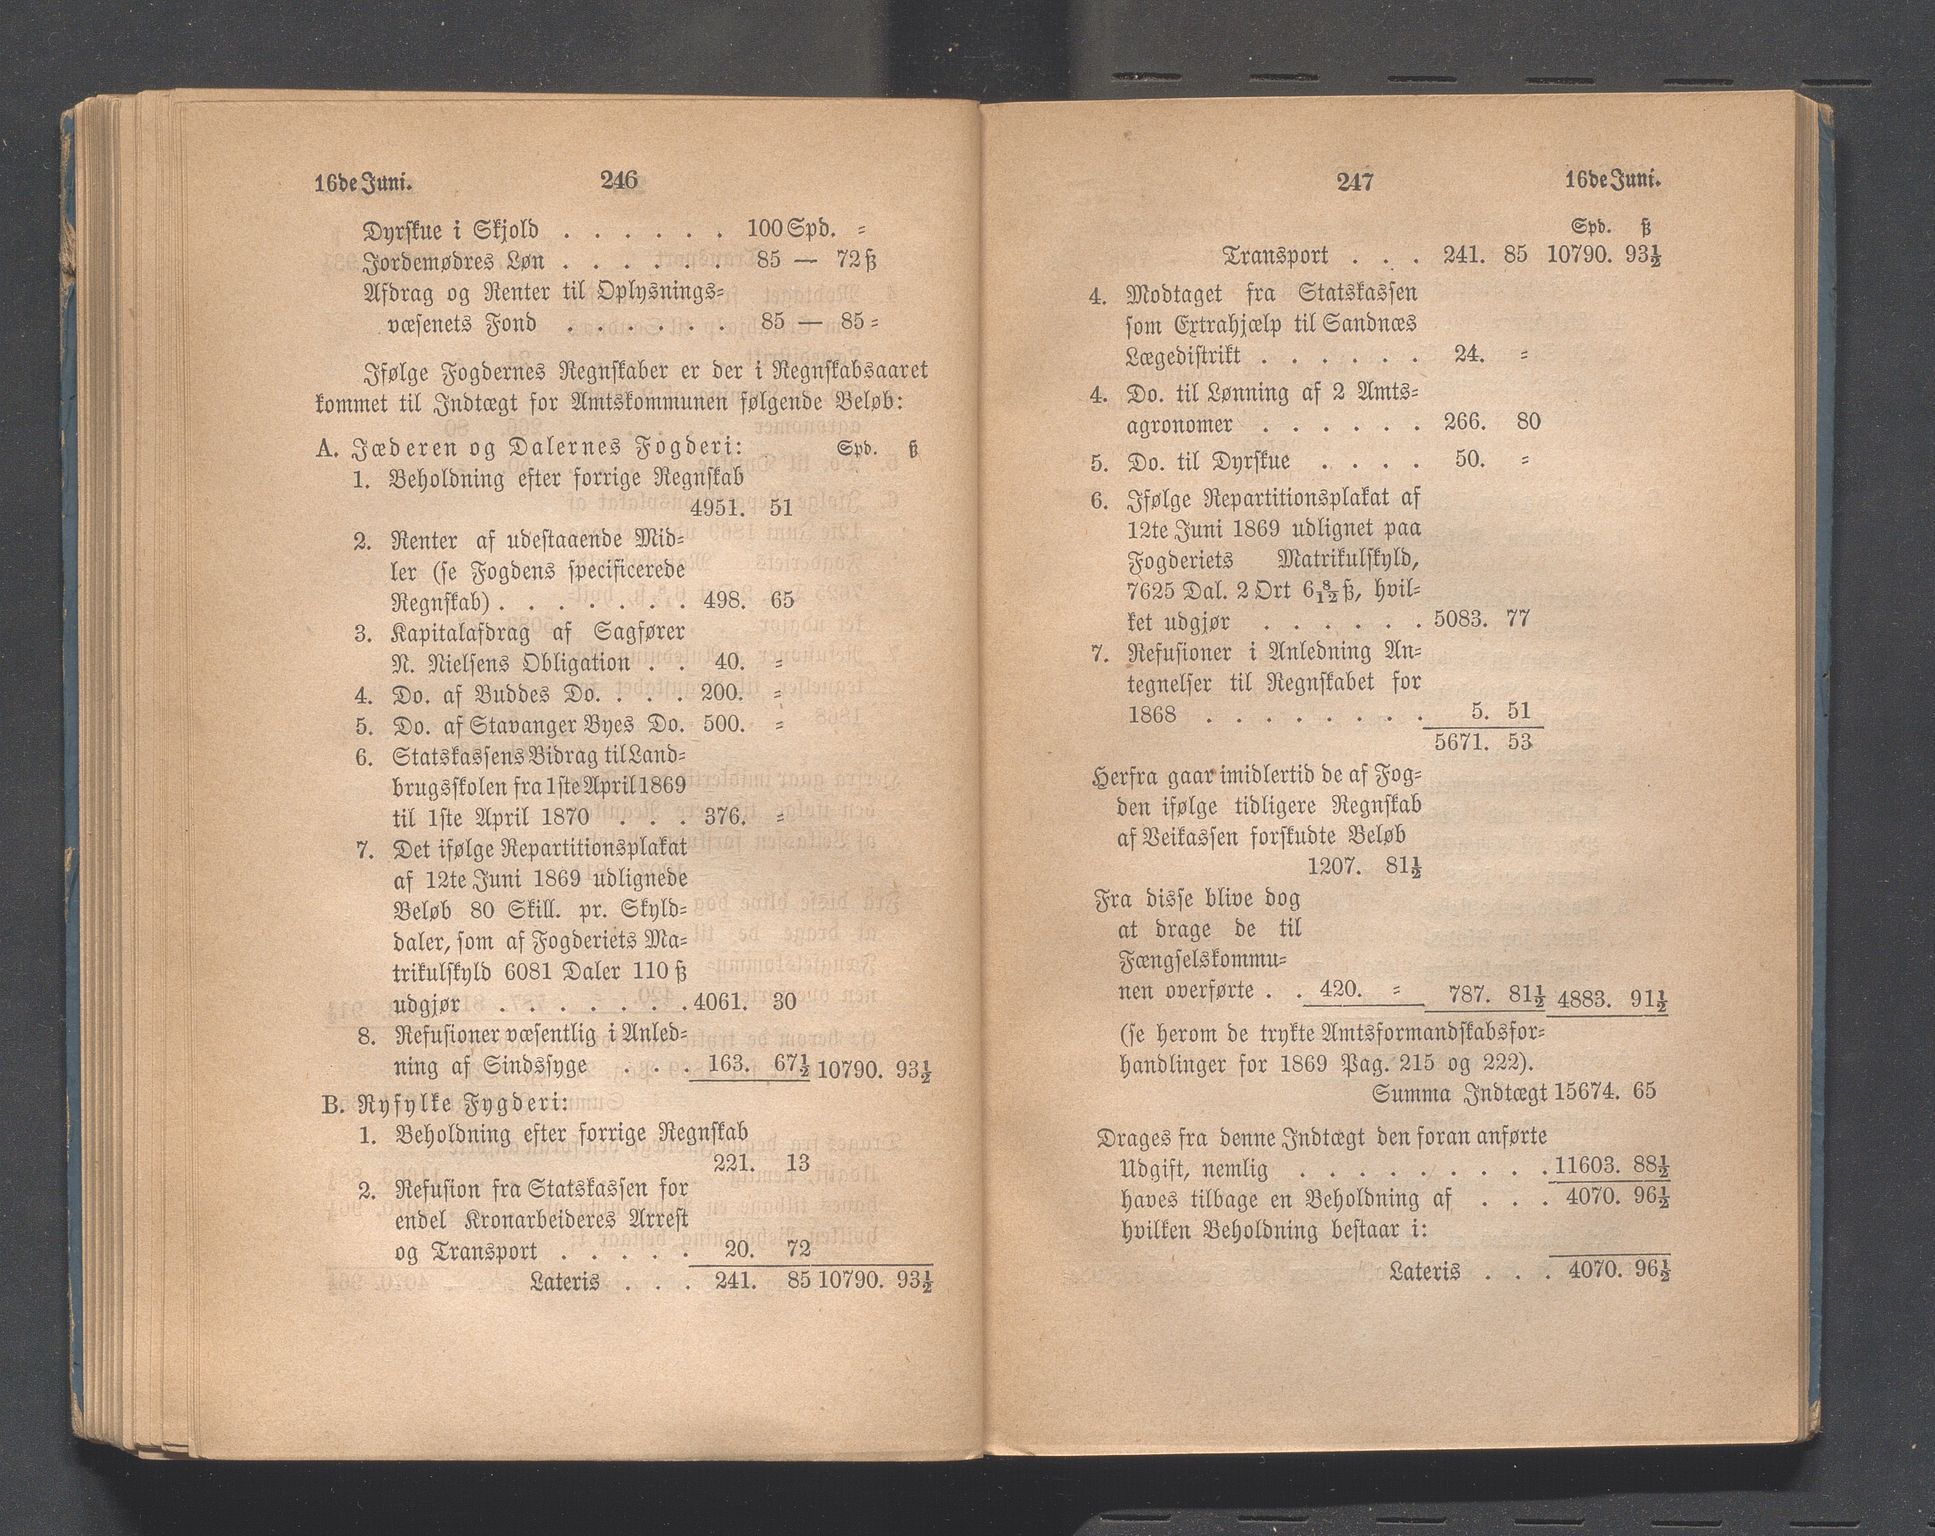 16de Juni. 246
Dyrskue i Skjold . . . . . . 100 Spd. =
Jordemødres Løn . . . . . . 85 — 72 ß
Afdrag og Renter til Oplysnings=
væsenets Fond . . . . . . 85 — 85 =
Ifølge Fogdernes Regnskaber er der i Regnskabsaaret
kommet til Indtægt for Amtskommunen følgende Beløb:
A. Jæderen og Dalernes Fogderi: Spd. ß
1. Beholdning efter forrige Regnskab
4951. 51
2. Renter af udestaaende Mid=
ler (se Fogdens specificerede
Regnskab) . . . . . . . 498. 65
3. Kapitalafdrag af Sagfører
N. Nielsens Obligation . . 40. =
4. Do. af Buddes Do. . . . 200. =
5. Do. af Stavanger Byes Do. 500. =
6. Statskassens Bidrag til Land=
brugsskolen fra 1ste April 1869
til 1ste April 1870 . . . 376. =
7. Det ifølge Repartitionsplakat
af 12te Juni 1869 udlignede
Beløb 80 Skill. pr. Skyld=
daler, som af Fogderiets Ma=
trikulskyld 6081 Daler 110 ß
udgjør . . . . . . . 4061. 30
8. Refusioner væsentlig i Anled=
ning af Sindssyge . . . 163. 67½ 10790. 93½
B. Ryfylke Fygderi:
1. Beholdning efter forrige Regnskab
221. 13
2. Refusion fra Statskassen for
endel Kronarbeideres Arrest
og Transport . . . . . 20. 72
Lateris . . . 241. 85 10790. 93½
247 16de Juni.
Spd. ß
Transport . . . 241. 85 10790. 93½
4. Modtaget fra Statskassen
som Extrahjælp til Sandnæs
Lægedistrikt . . . . . . 24. =
4. Do. til Lønning af 2 Amts=
agronomer . . . . . . 266. 80
5. Do. til Dyrskue . . . . 50. =
6. Ifølge Repartitionsplakat af
12te Juni 1869 udlignet paa
Fogderiets Matrikulskyld,
7625 Dal. 2 Ort 6 8/12 ß, hvil=
ket udgjør . . . . . . 5083. 77
7. Refusioner i Anledning An=
tegnelser til Regnskabet for
1868 . . . . . . . . 5. 51
5671. 53
Herfra gaar imidlertid de af Fog=
den ifølge tidligere Regnskab
af Veikassen forskudte Beløb
1207. 81½
Fra disse blive dog
at drage de til
Fængselskommu=
nen overførte . . 420. = 787. 81½ 4883. 91½
(se herom de trykte Amtsformandskabsfor=
handlinger for 1869 Pag. 215 og 222).
Summa Indtægt 15674. 65
Drages fra denne Indtægt den foran anførte
Udgift, nemlig . . . . . . . . . 11603. 88½
haves tilbage en Beholdning af . . . 4070. 96½
hvilken Beholdning bestaar i:
Lateris . . . 4070. 96½